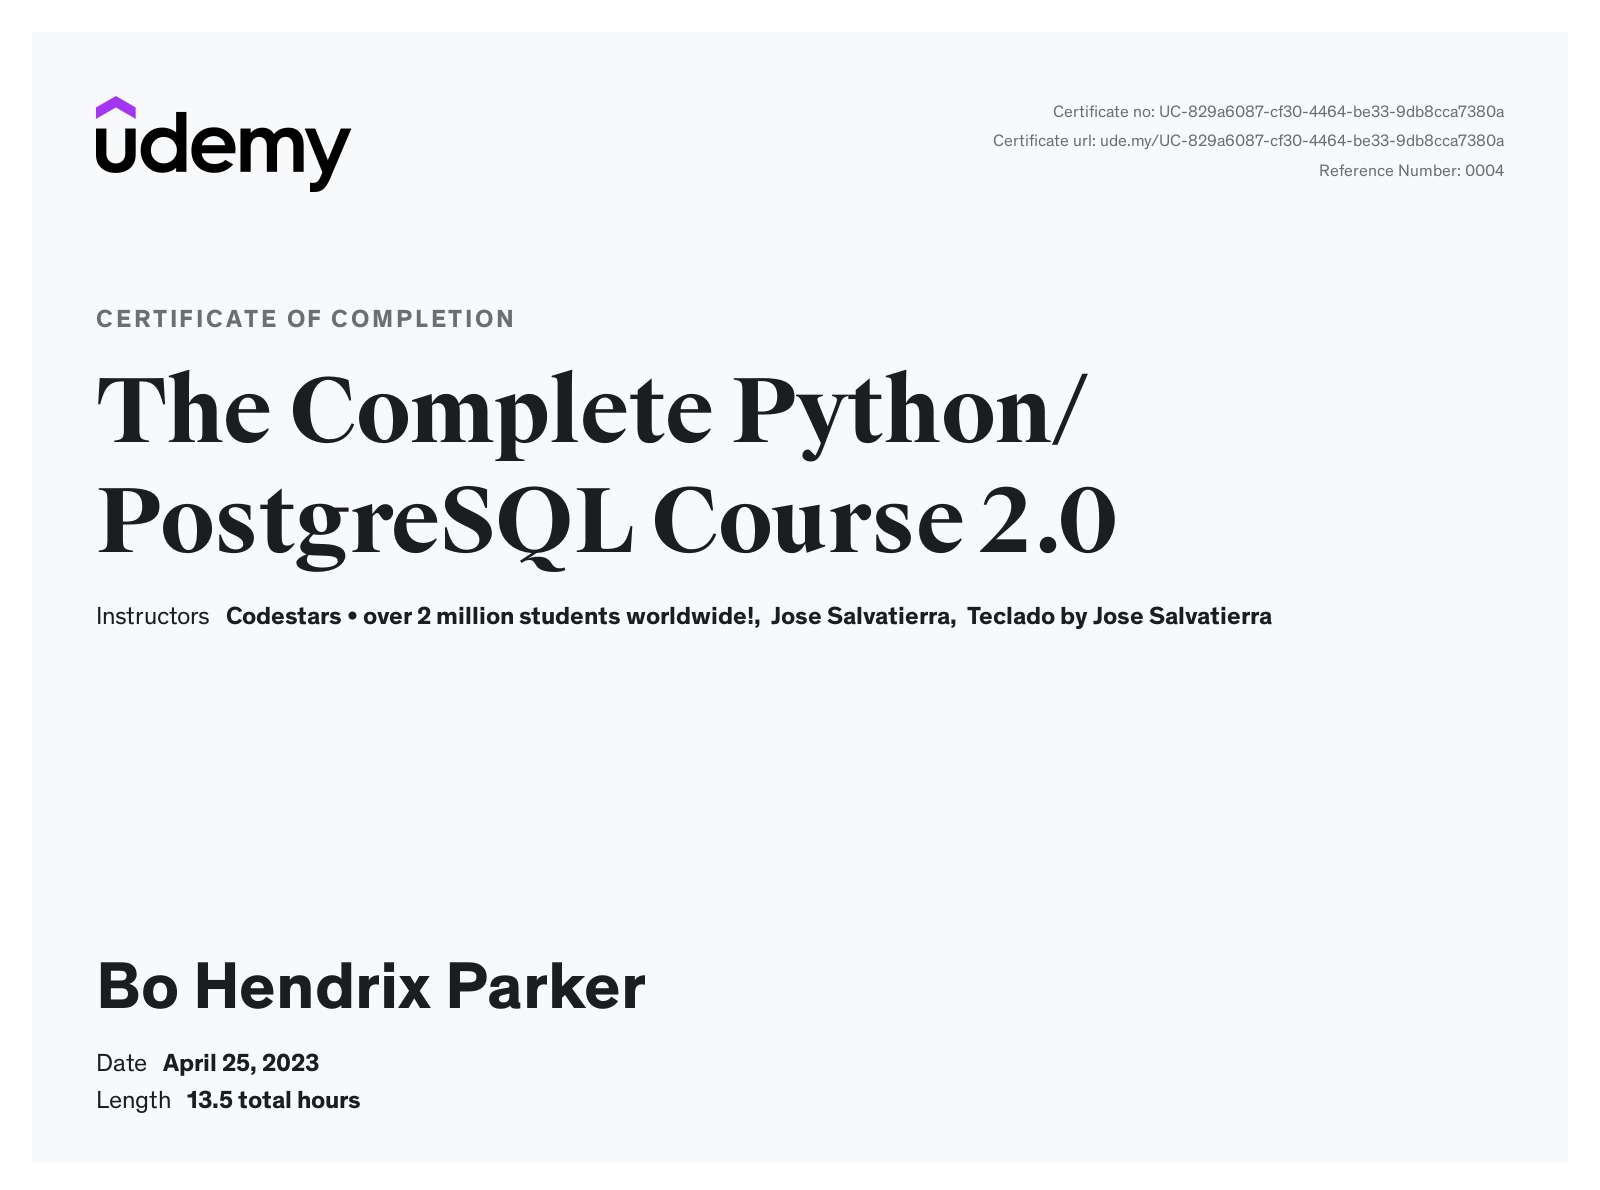 udemy
Certificate no: UC-829a6087-cf30-4464-be33-9db8cca7380a
Certificate url: ude.my/UC-829a6087-cf30-4464-be33-9db8cca7380a
Reference Number: 0004
CERTIFICATE OF COMPLETION
The Complete Python/
PostgreSQL Course 2.0
Instructors Codestars • over 2 million students worldwide!, Jose Salvatierra, Teclado by Jose Salvatierra
Bo Hendrix Parker
Date April 25, 2023
Length 13.5 total hours